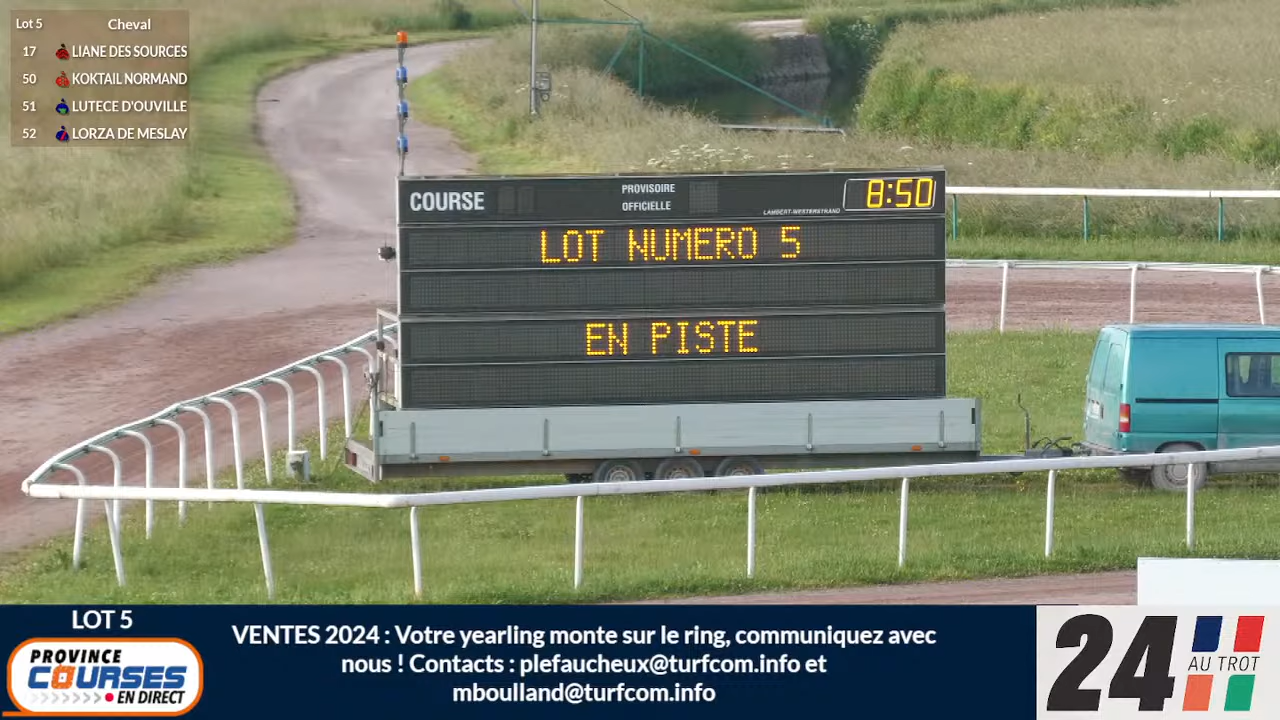 Lot 5 Cheval
17 LIANE DES SOURCES
50 KOKTAIL NORMAND
51 LUTECE D'OUVILLE
52 LORZA DE MESLAY
COURSE PROVISOIRE 8:50
OFFICIELLE
LAMBERT-WESTERSTRAND
LOT NUMERO 5
EN PISTE
LOT 5
PROVINCE
COURSES
EN DIRECT
VENTES 2024 : Votre yearling monte sur le ring, communiquez avec
nous ! Contacts : plefaucheux@turfcom.info et
mboulland@turfcom.info
24 AU TROT